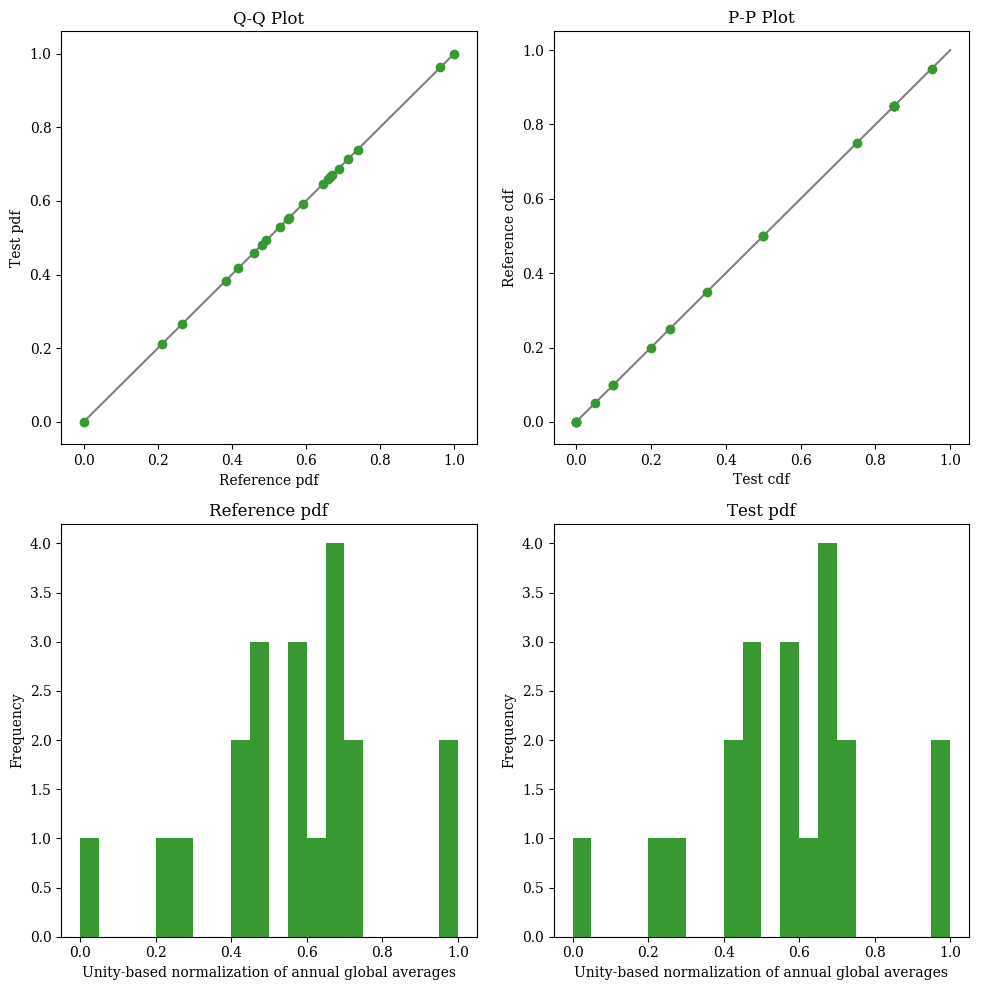 Q-Q Plot
1.0
0.8
0.6
0.4
0.2
0.0
Test pdf
0.0 0.2 0.4 0.6 0.8 1.0
Reference pdf
P-P Plot
1.0
0.8
0.6
0.4
0.2
0.0
Reference cdf
0.0 0.2 0.4 0.6 0.8 1.0
Test cdf
Reference pdf
4.0
3.5
3.0
2.5
2.0
1.5
1.0
0.5
0.0
Frequency
0.0 0.2 0.4 0.6 0.8 1.0
Unity-based normalization of annual global averages
Test pdf
4.0
3.5
3.0
2.5
2.0
1.5
1.0
0.5
0.0
Frequency
0.0 0.2 0.4 0.6 0.8 1.0
Unity-based normalization of annual global averages